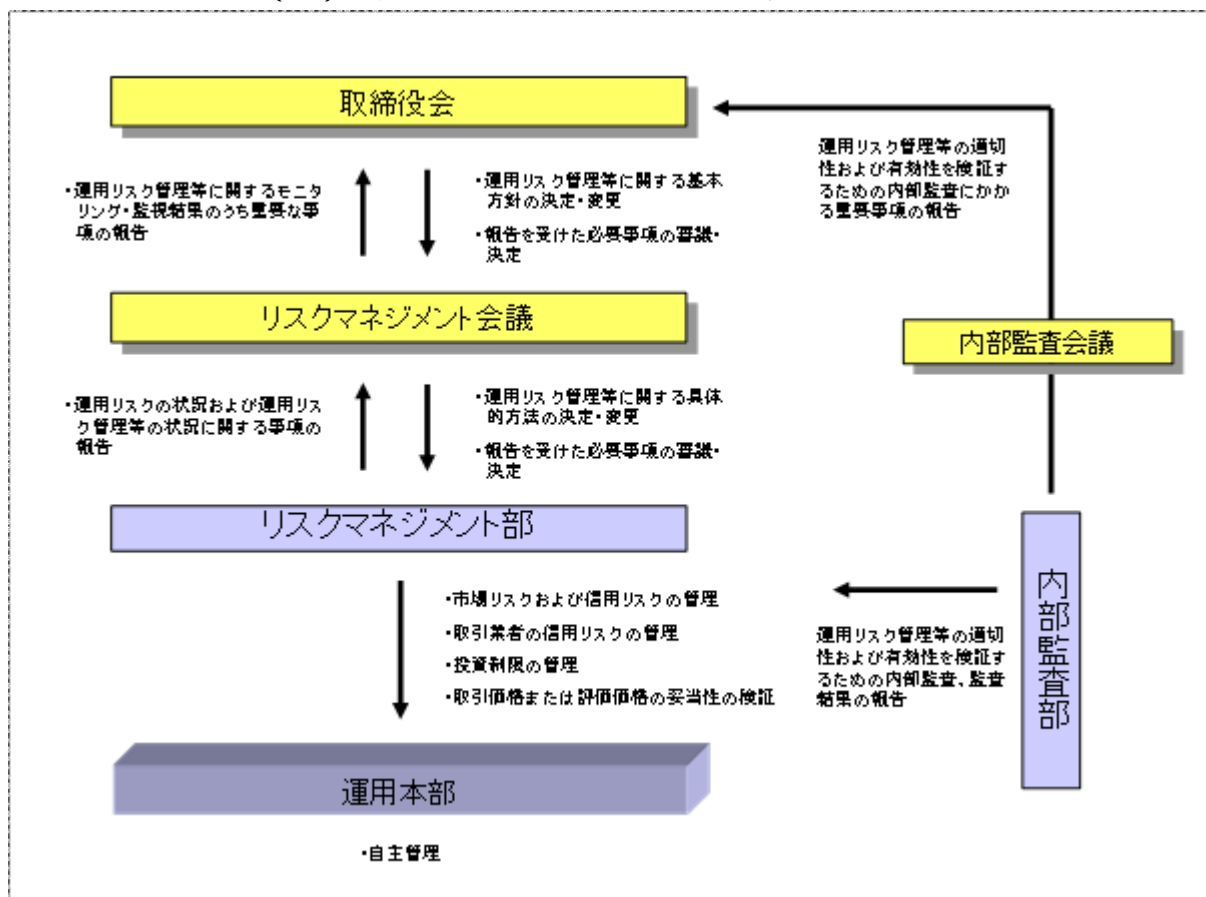 取締役会
・運用リスク管理等に関するモニ
タリング・監視結果のうち重要な事
項の報告
・運用リスク管理等に関する基本
方針の決定・変更
・報告を受けた必要事項の審議・
決定
運用リスク管理等の適切
性および有効性を検証す
るための内部監査にかか
る重要事項の報告
リスクマネジメント会議
内部監査会議
・運用リスクの状況および運用リス
ク管理等の状況に関する事項の
報告
・運用リスク管理等に関する具体
的方法の決定・変更
・報告を受けた必要事項の審議・
決定
リスクマネジメント部
・市場リスクおよび信用リスクの管理
・取引業者の信用リスクの管理
・投資制限の管理
・取引価格または評価価格の妥当性の検証
運用リスク管理等の適切
性および有効性を検証す
るための内部監査、監査
結果の報告
内部監査部
運用本部
・自主管理